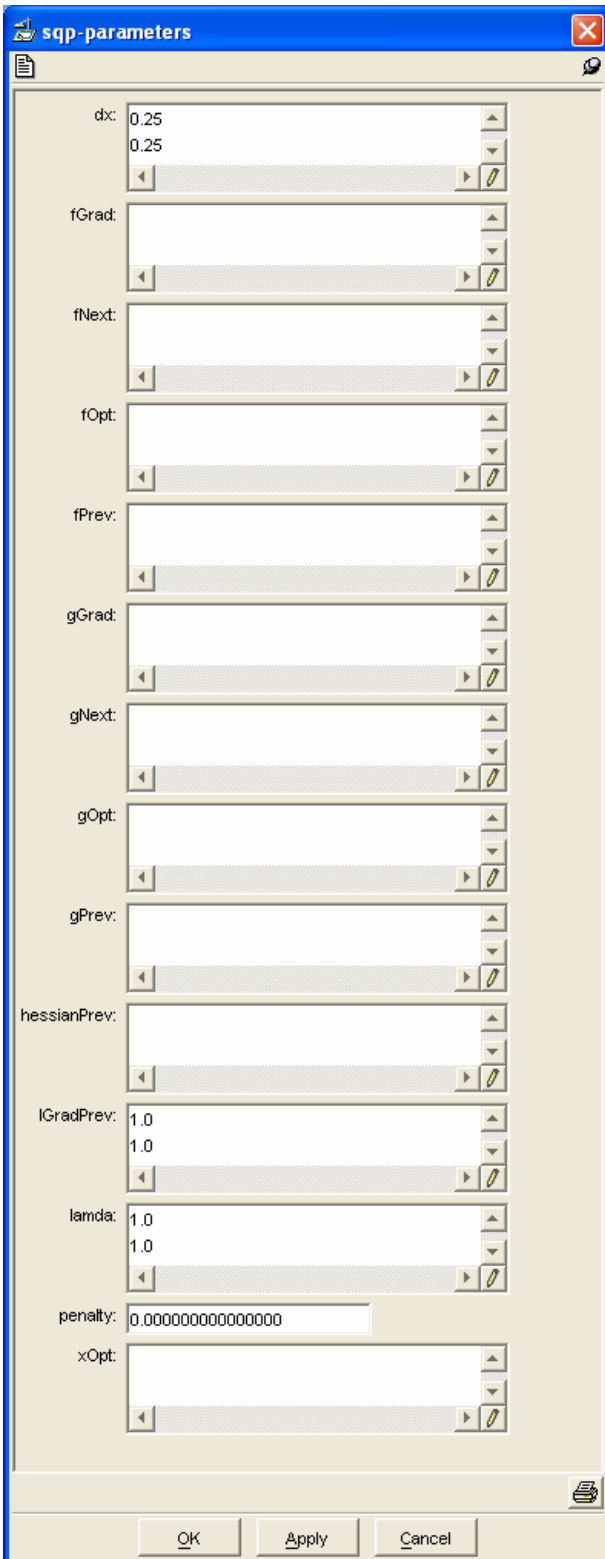 sqp-parameters
dx: 0.25
0.25
fGrad:
fNext:
fOpt:
fPrev:
gGrad:
gNext:
gOpt:
gPrev:
hessianPrev:
lGradPrev: 1.0
1.0
lamda: 1.0
1.0
penalty: 0.000000000000000
xOpt:
OK Apply Cancel